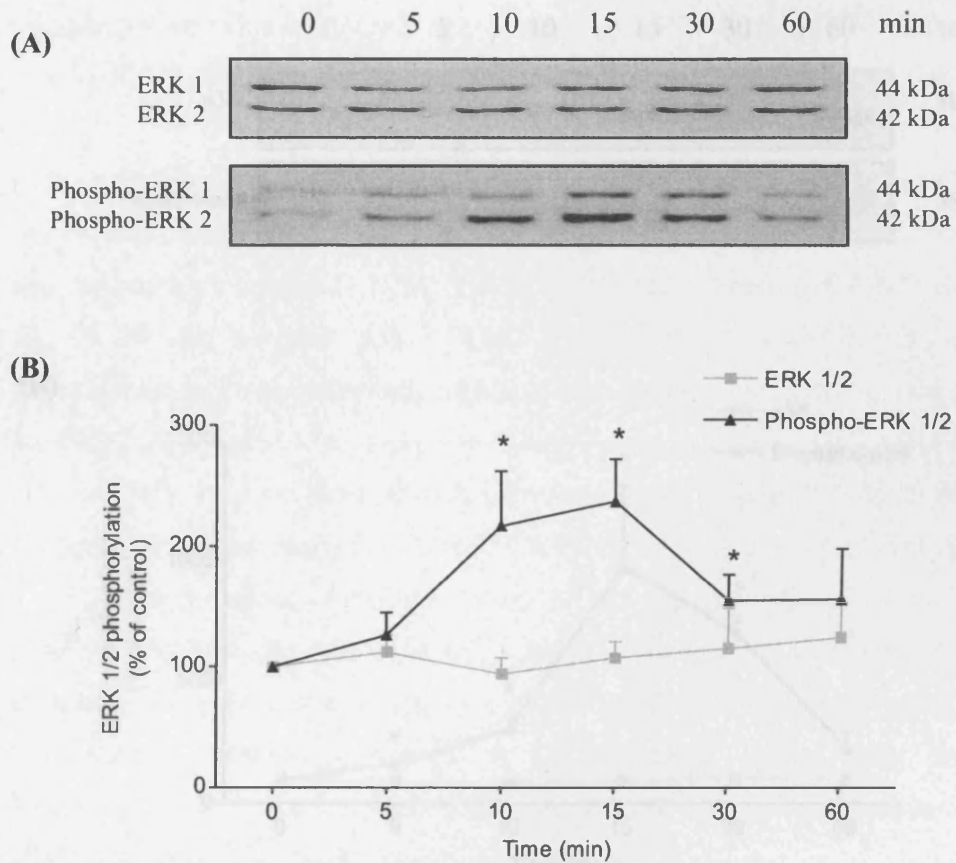 0 5 10 15 30 60 min
(A)
ERK 1 44 kDa
ERK 2 42 kDa
Phospho-ERK 1 44 kDa
Phospho-ERK 2 42 kDa
(B)
ERK 1/2
Phospho-ERK 1/2
300
* *
200
*
100
0
ERK 1/2 phosphorylation
(% of control)
0 5 10 15 30 60
Time (min)